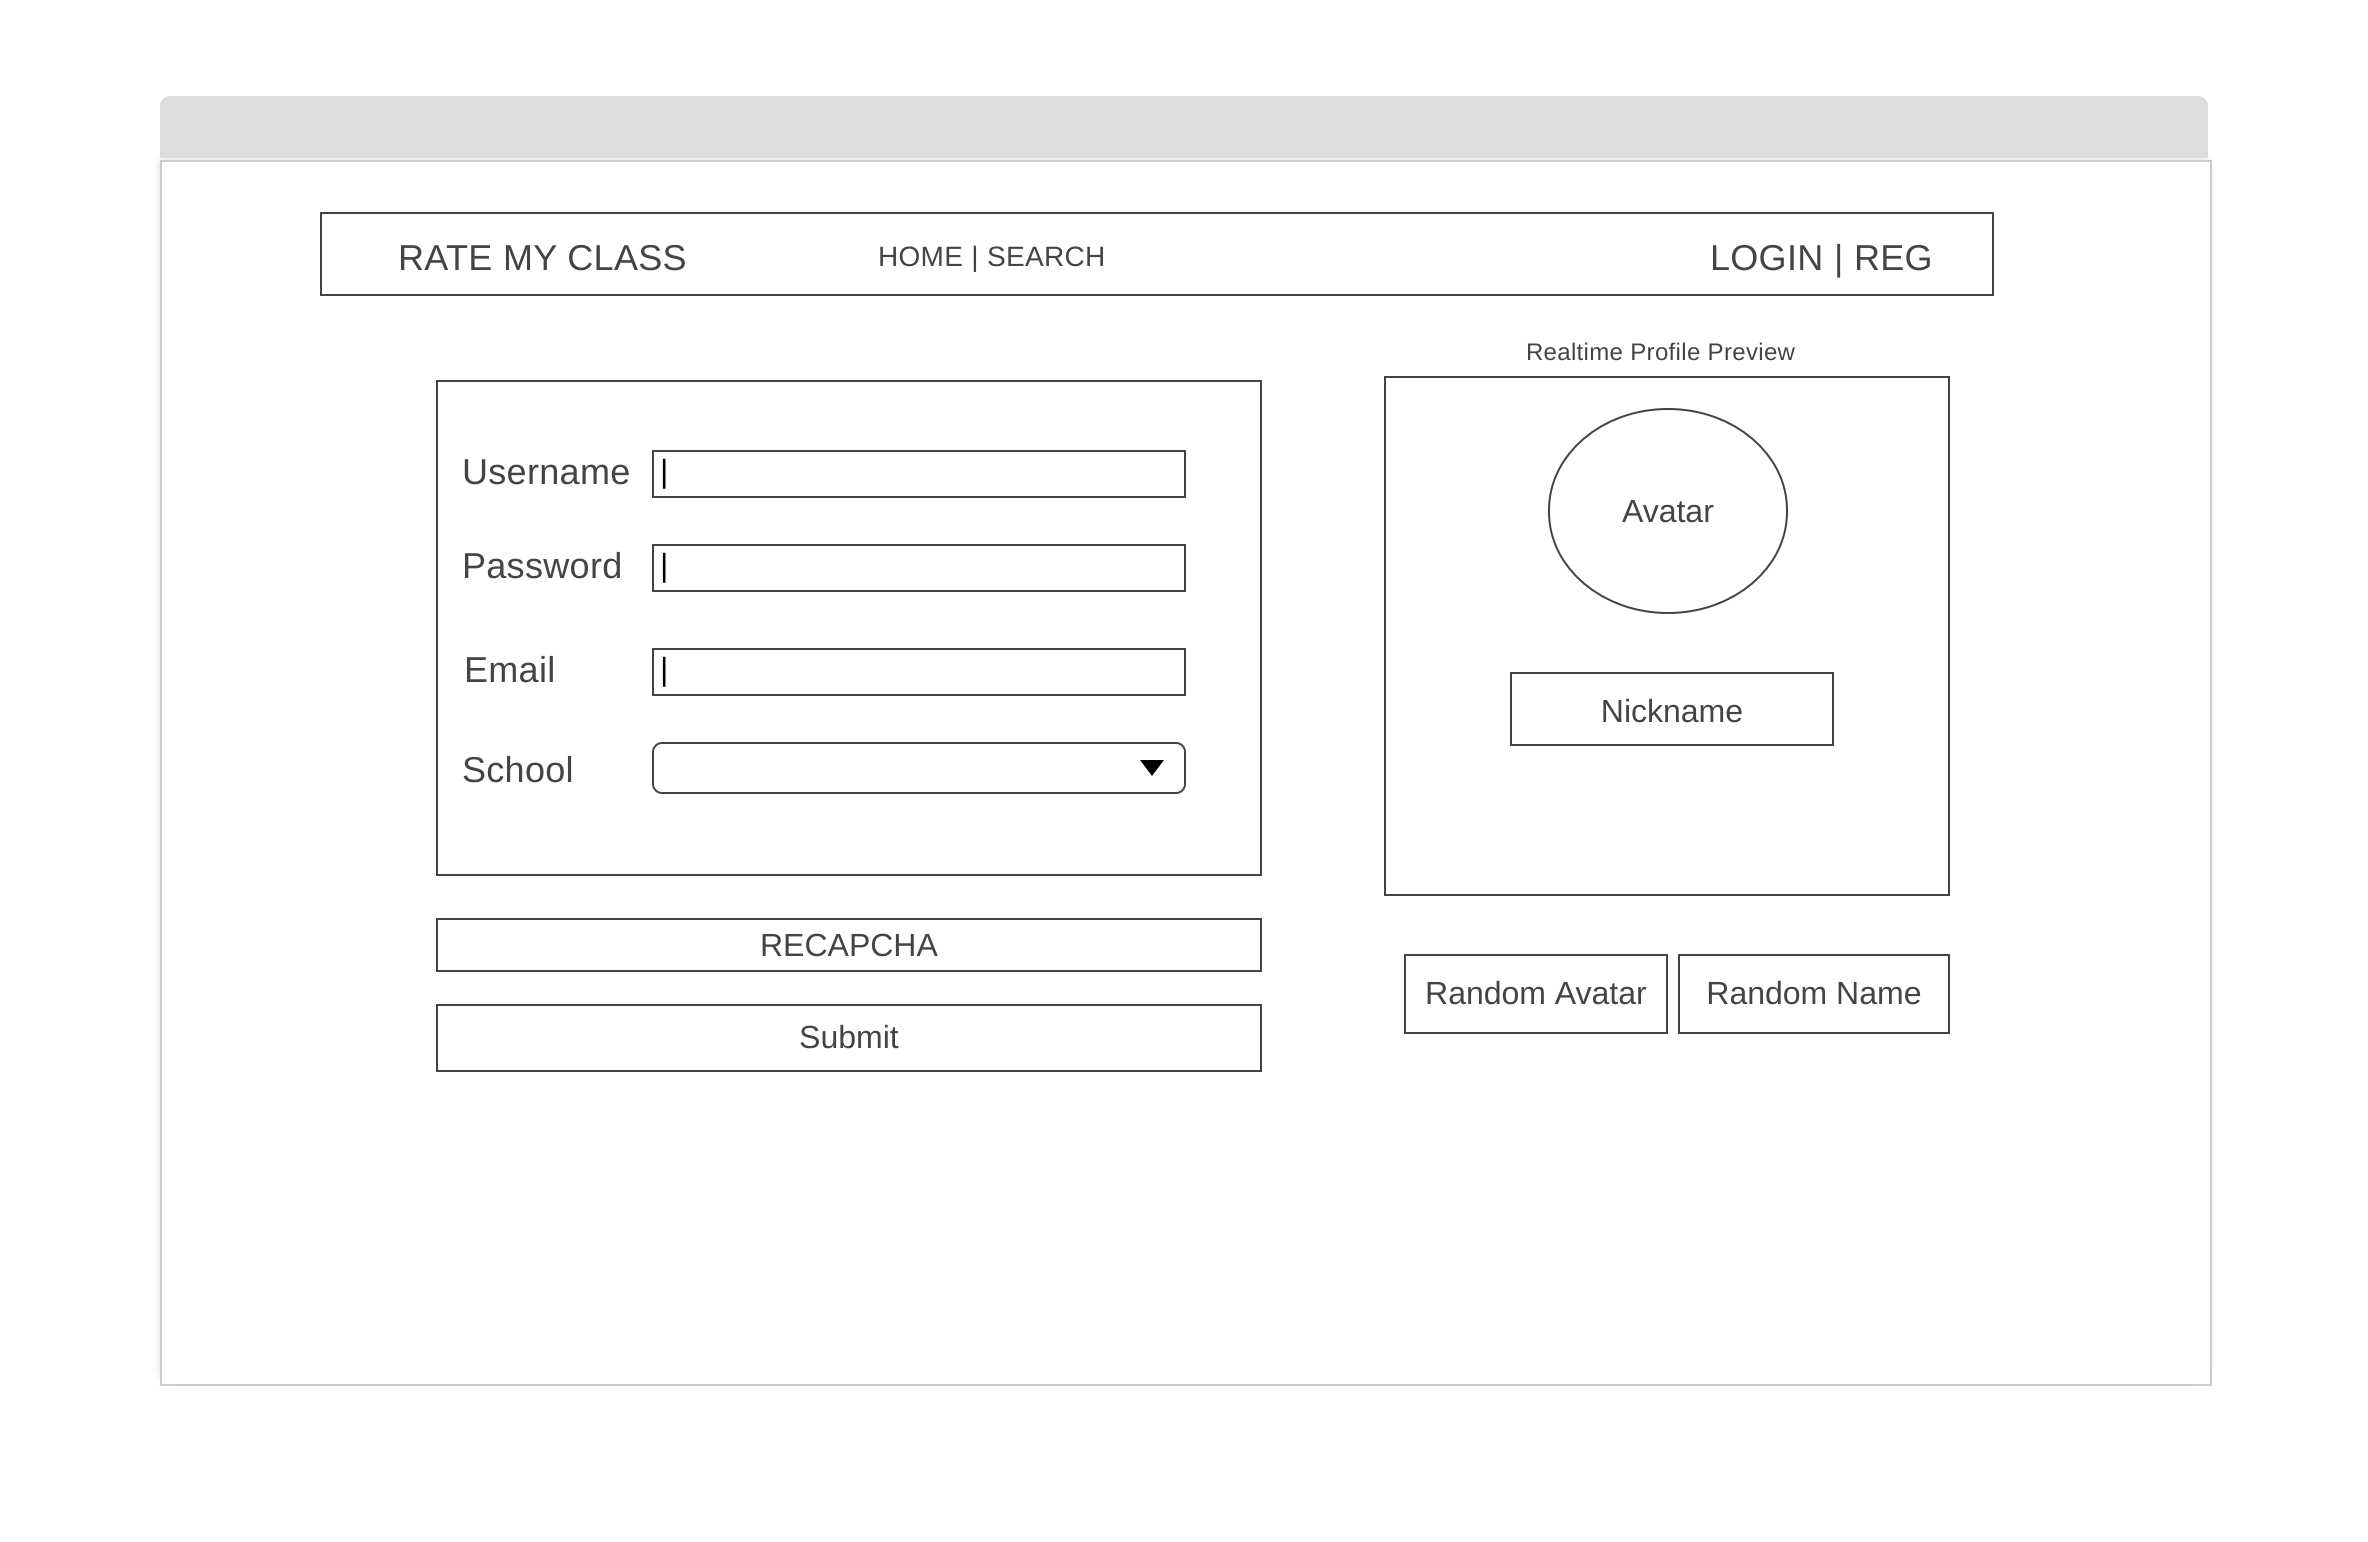 RATE MY CLASS HOME | SEARCH LOGIN | REG
Realtime Profile Preview
Username
Password
Email
School
RECAPCHA
Submit
Avatar
Nickname
Random Avatar Random Name